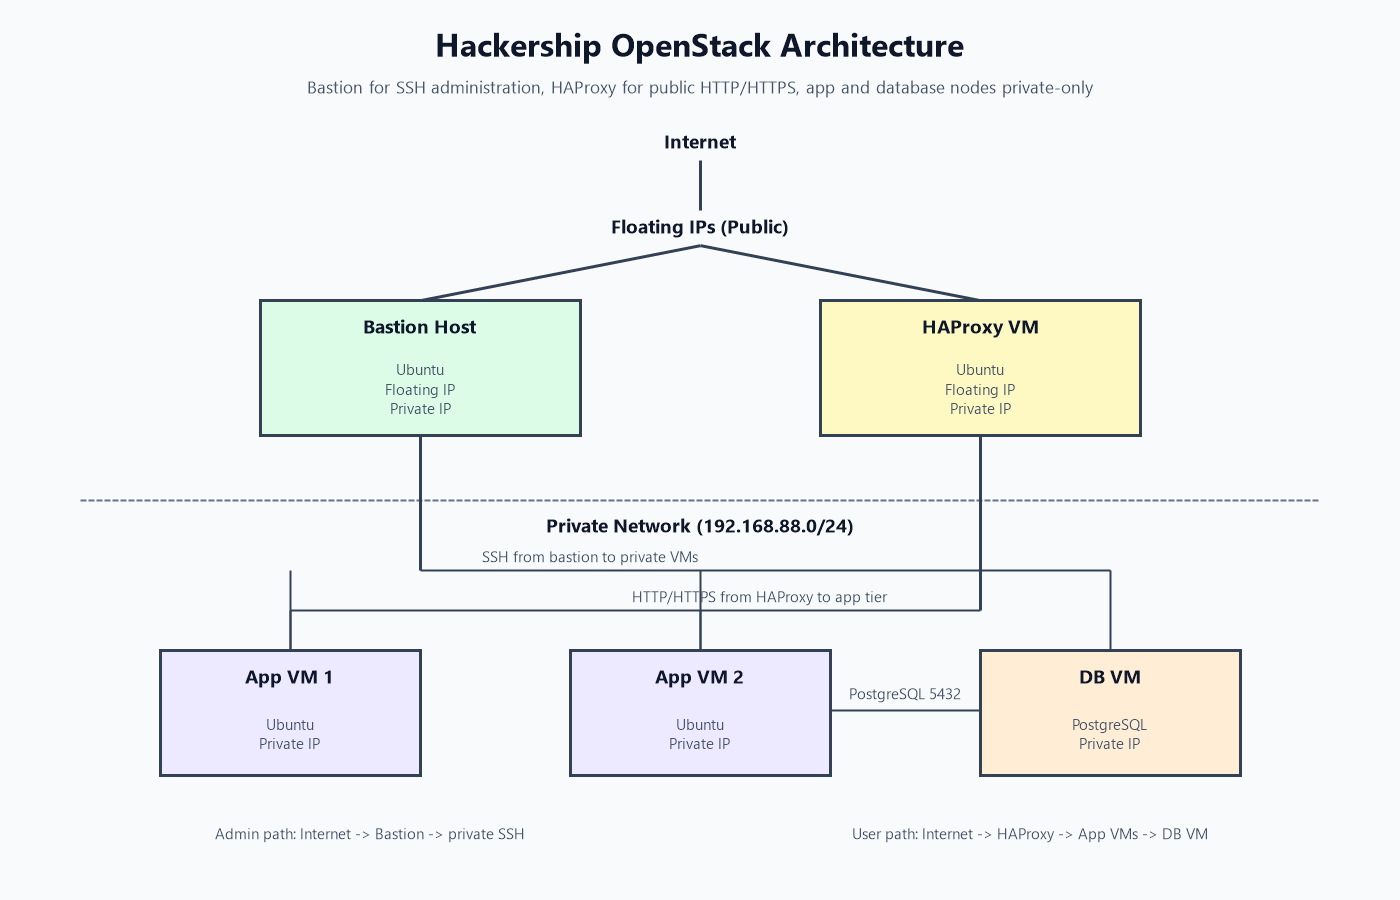 Hackership OpenStack Architecture
Bastion for SSH administration, HAProxy for public HTTP/HTTPS, app and database nodes private-only
Internet
Floating IPs (Public)
Bastion Host
Ubuntu
Floating IP
Private IP
HAProxy VM
Ubuntu
Floating IP
Private IP
Private Network (192.168.88.0/24)
SSH from bastion to private VMs
HTTP/HTTPS from HAProxy to app tier
App VM 1
Ubuntu
Private IP
App VM 2
Ubuntu
Private IP
PostgreSQL 5432
DB VM
PostgreSQL
Private IP
Admin path: Internet -> Bastion -> private SSH
User path: Internet -> HAProxy -> App VMs -> DB VM